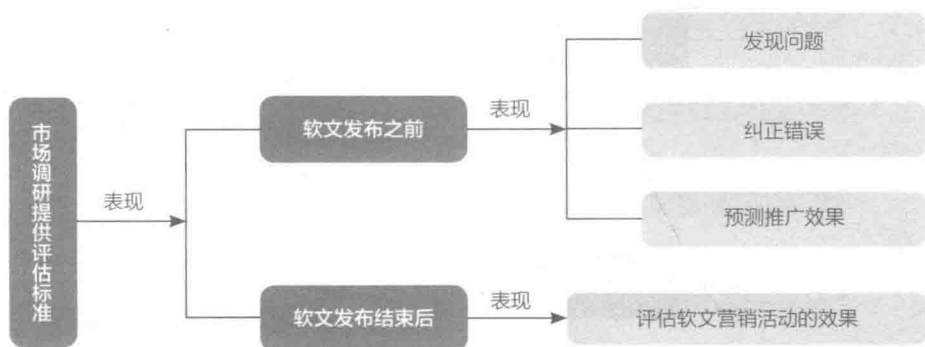 市场调研提供评估标准
表现
软文发布之前
表现
发现问题
纠正错误
预测推广效果
软文发布结束后
表现
评估软文营销活动的效果